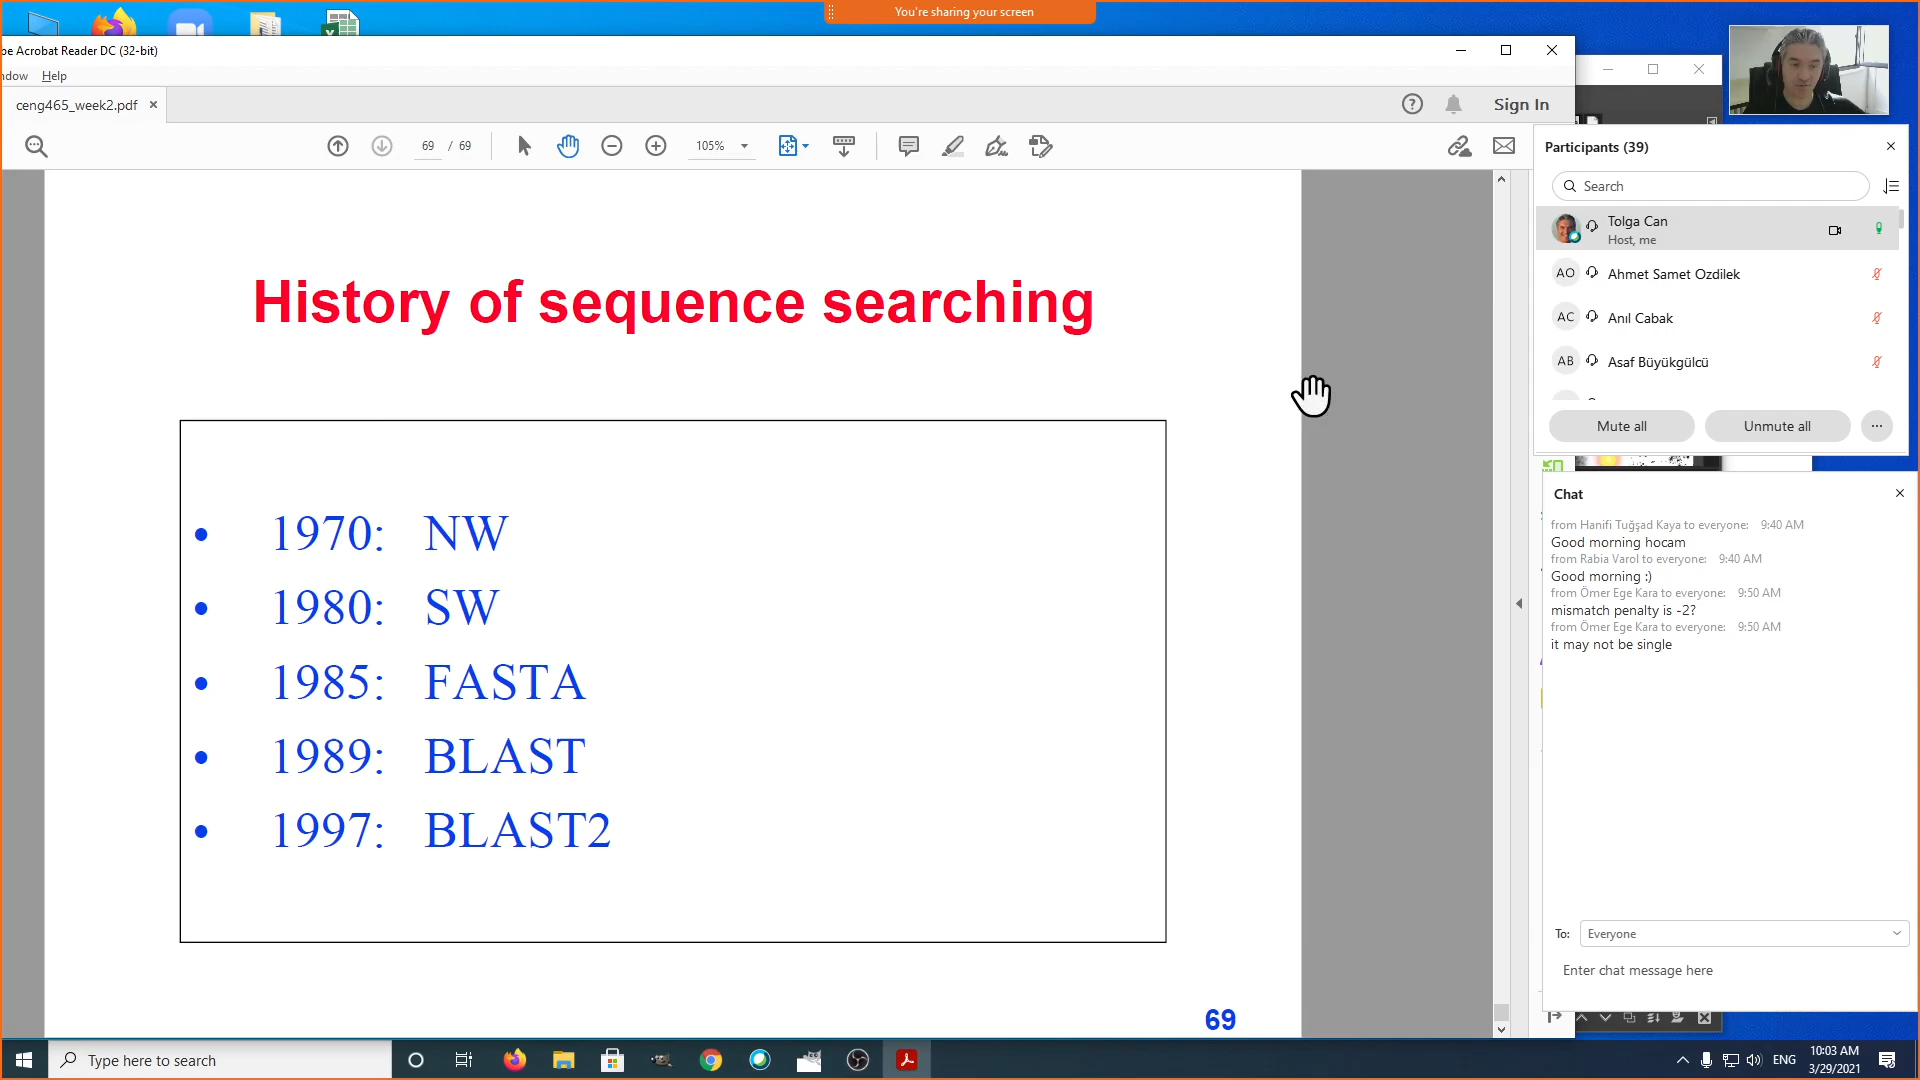 You're sharing your screen
be Acrobat Reader DC (32-bit)
ndow Help
ceng465_week2.pdf
Sign In
69 / 69
105%
History of sequence searching
• 1970: NW
• 1980: SW
• 1985: FASTA
• 1989: BLAST
• 1997: BLAST2
69
Participants (39)
Search
Tolga Can
Host, me
AO Ahmet Samet Ozdilek
AC Anıl Cabak
AB Asaf Büyükgülcü
Mute all Unmute all
Chat
from Hanifi Tuğşad Kaya to everyone: 9:40 AM
Good morning hocam
from Rabia Varol to everyone: 9:40 AM
Good morning :)
from Ömer Ege Kara to everyone: 9:50 AM
mismatch penalty is -2?
from Ömer Ege Kara to everyone: 9:50 AM
it may not be single
To: Everyone
Enter chat message here
Type here to search
ENG
10:03 AM
3/29/2021